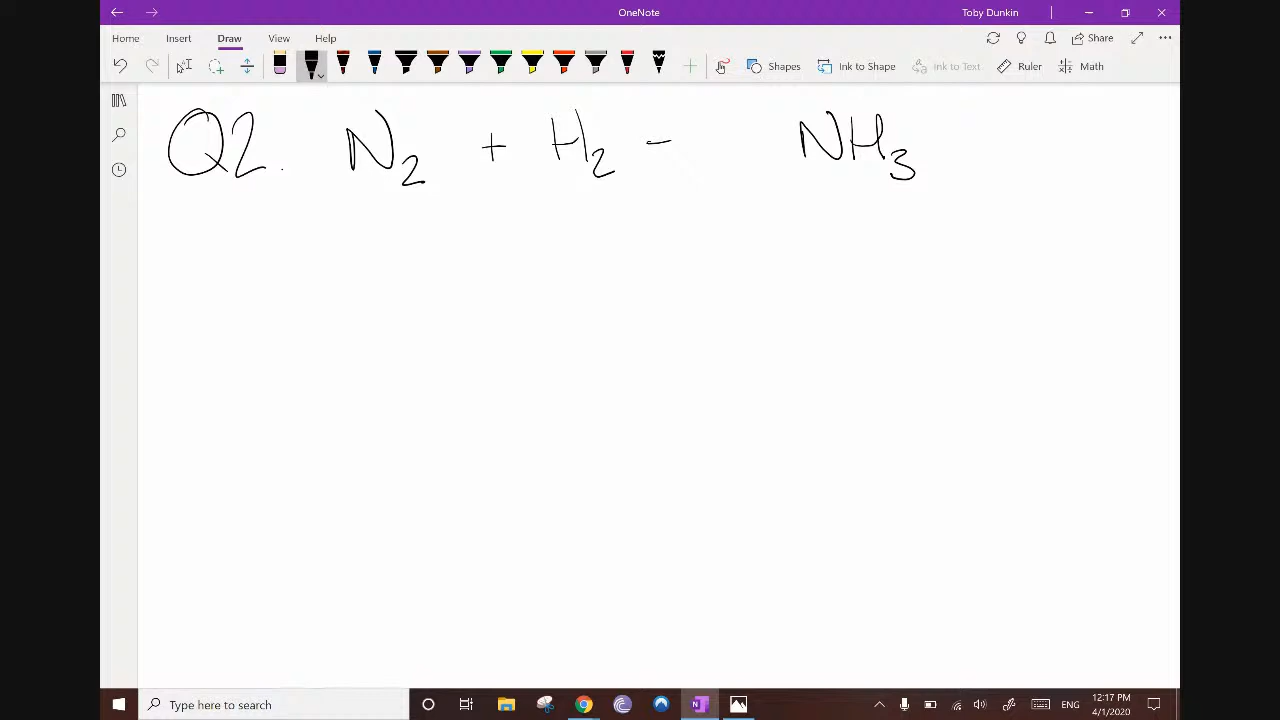 OneNote
Toby Dunkin
Home Insert Draw View Help
Share
Shapes Ink to Shape Ink to Text Ruler Math
Q2. N₂ + H₂ - NH₃
Type here to search
ENG
12:17 PM
4/1/2020